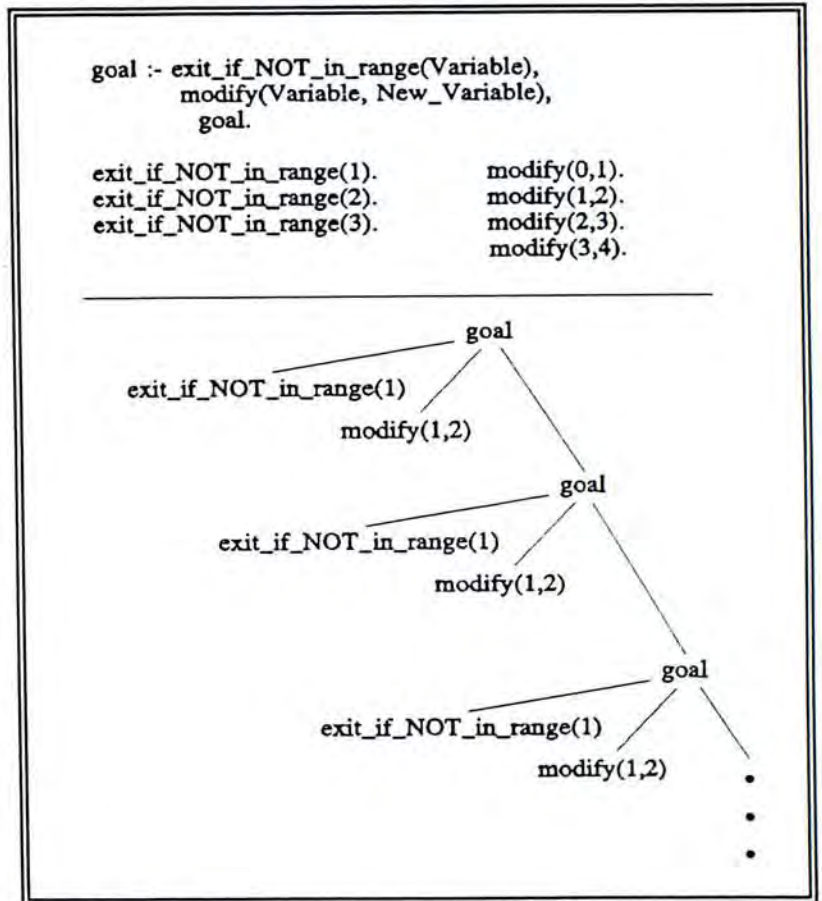 goal :- exit_if_NOT_in_range(Variable),
modify(Variable, New_Variable),
goal.
exit_if_NOT_in_range(1). modify(0,1).
exit_if_NOT_in_range(2). modify(1,2).
exit_if_NOT_in_range(3). modify(2,3).
modify(3,4).
goal
exit_if_NOT_in_range(1)
modify(1,2)
goal
exit_if_NOT_in_range(1)
modify(1,2)
goal
exit_if_NOT_in_range(1)
modify(1,2)